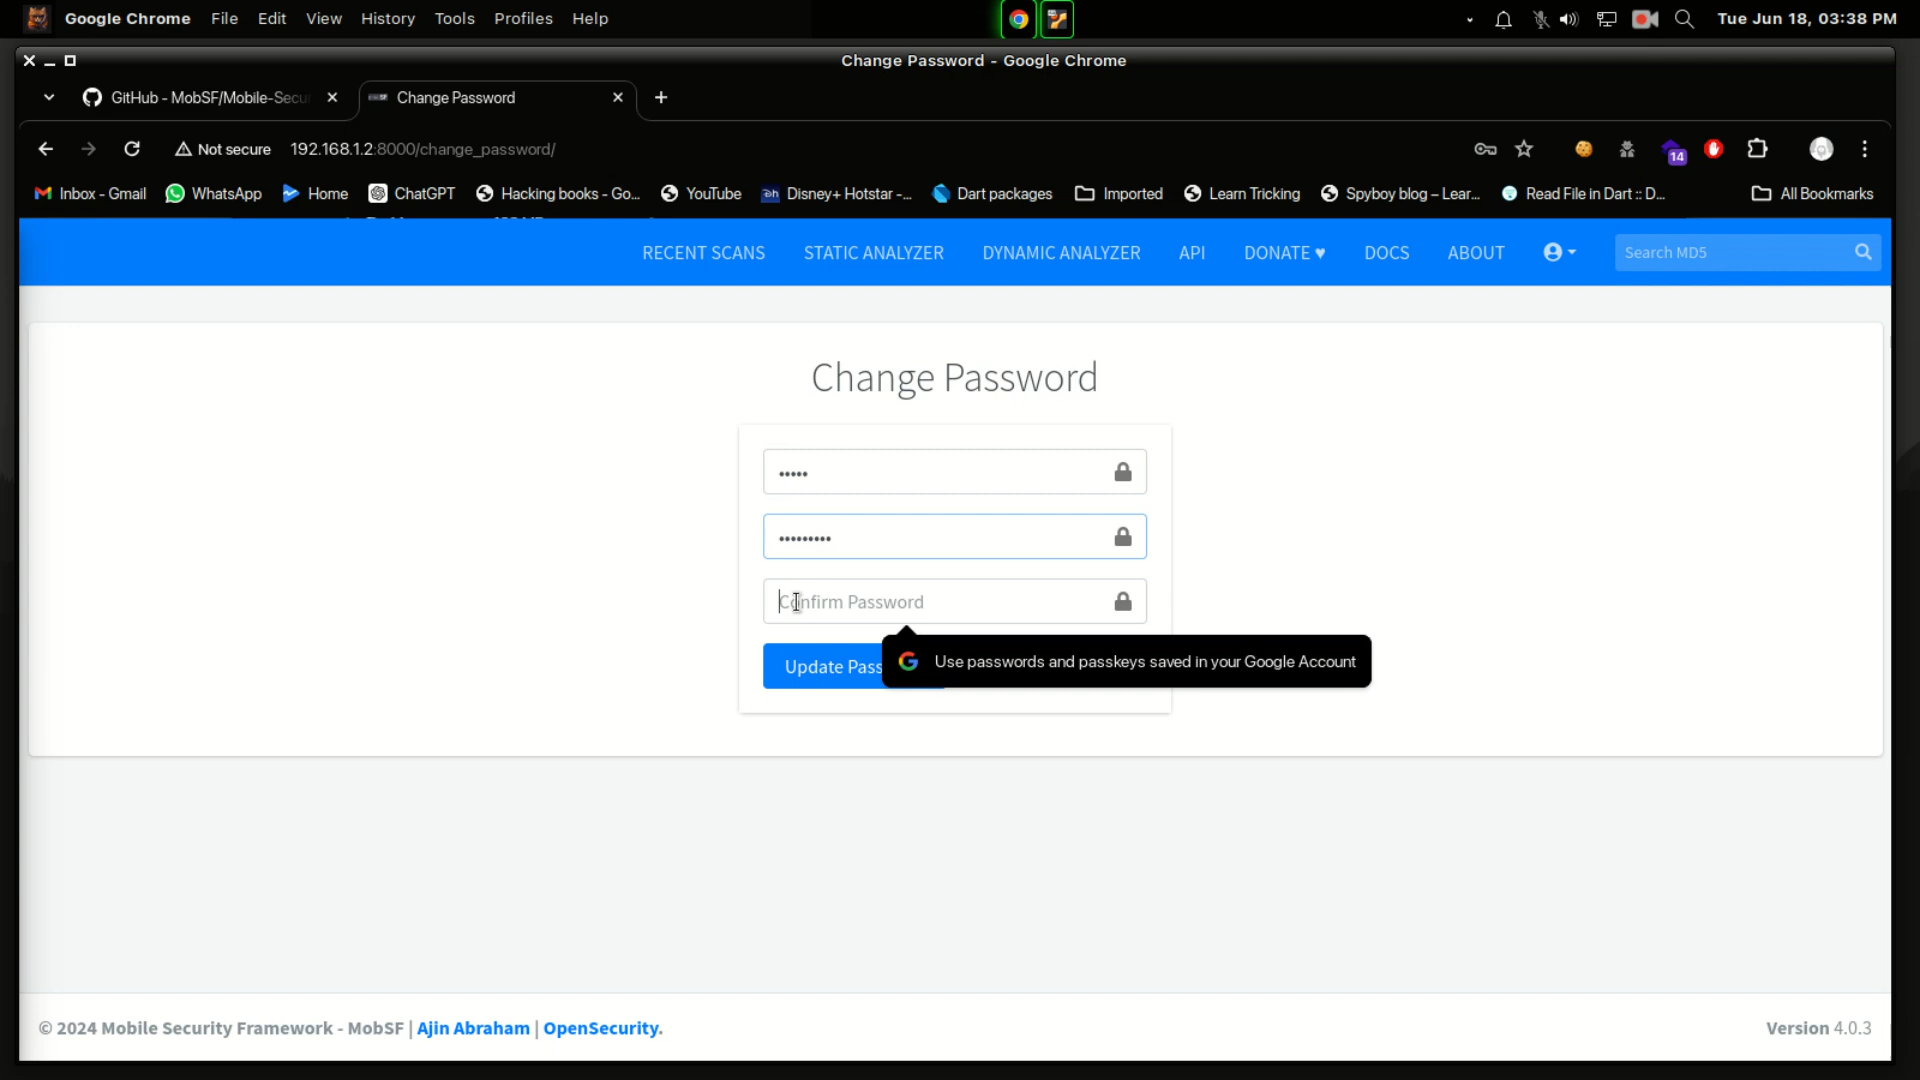 Google Chrome File Edit View History Tools Profiles Help Tue Jun 18, 03:38 PM
Change Password - Google Chrome
GitHub - MobSF/Mobile-Secu Change Password
Not secure 192.168.1.2:8000/change_password/ 14
Inbox - Gmail WhatsApp Home ChatGPT Hacking books - Go... YouTube Disney+ Hotstar -... Dart packages Imported Learn Tricking Spyboy blog – Lear... Read File in Dart :: D... All Bookmarks
RECENT SCANS STATIC ANALYZER DYNAMIC ANALYZER API DONATE ♥ DOCS ABOUT Search MD5
Change Password
•••••
•••••••••
Confirm Password
Update Pass
Use passwords and passkeys saved in your Google Account
© 2024 Mobile Security Framework - MobSF | Ajin Abraham | OpenSecurity. Version 4.0.3